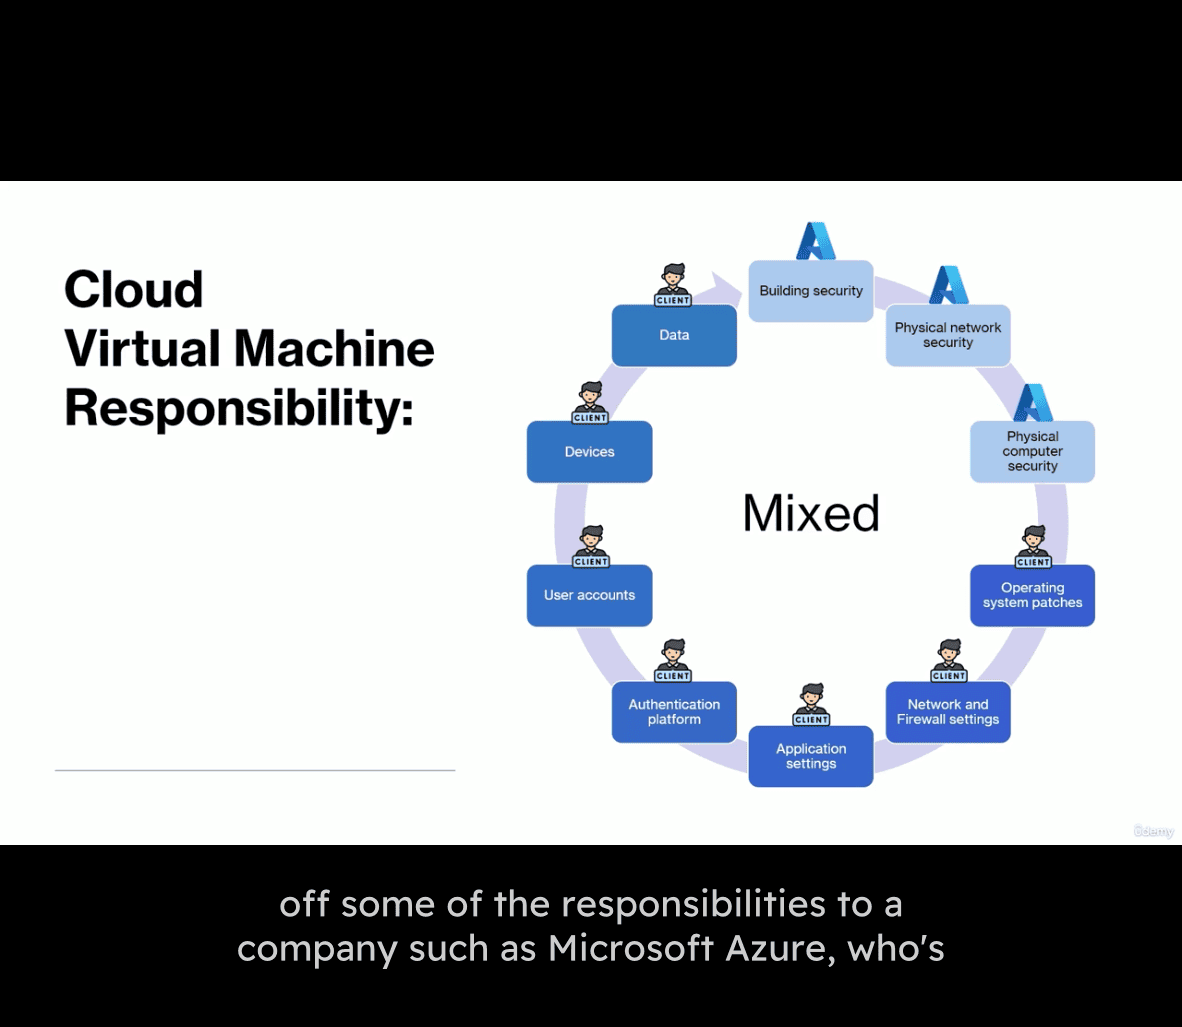 Cloud
Virtual Machine
Responsibility:
Building security
Physical network
security
Physical
computer
security
CLIENT
Operating
system patches
CLIENT
Network and
Firewall settings
CLIENT
Application
settings
CLIENT
Authentication
platform
CLIENT
User accounts
CLIENT
Devices
CLIENT
Data
Mixed
ûdemy
off some of the responsibilities to a
company such as Microsoft Azure, who's